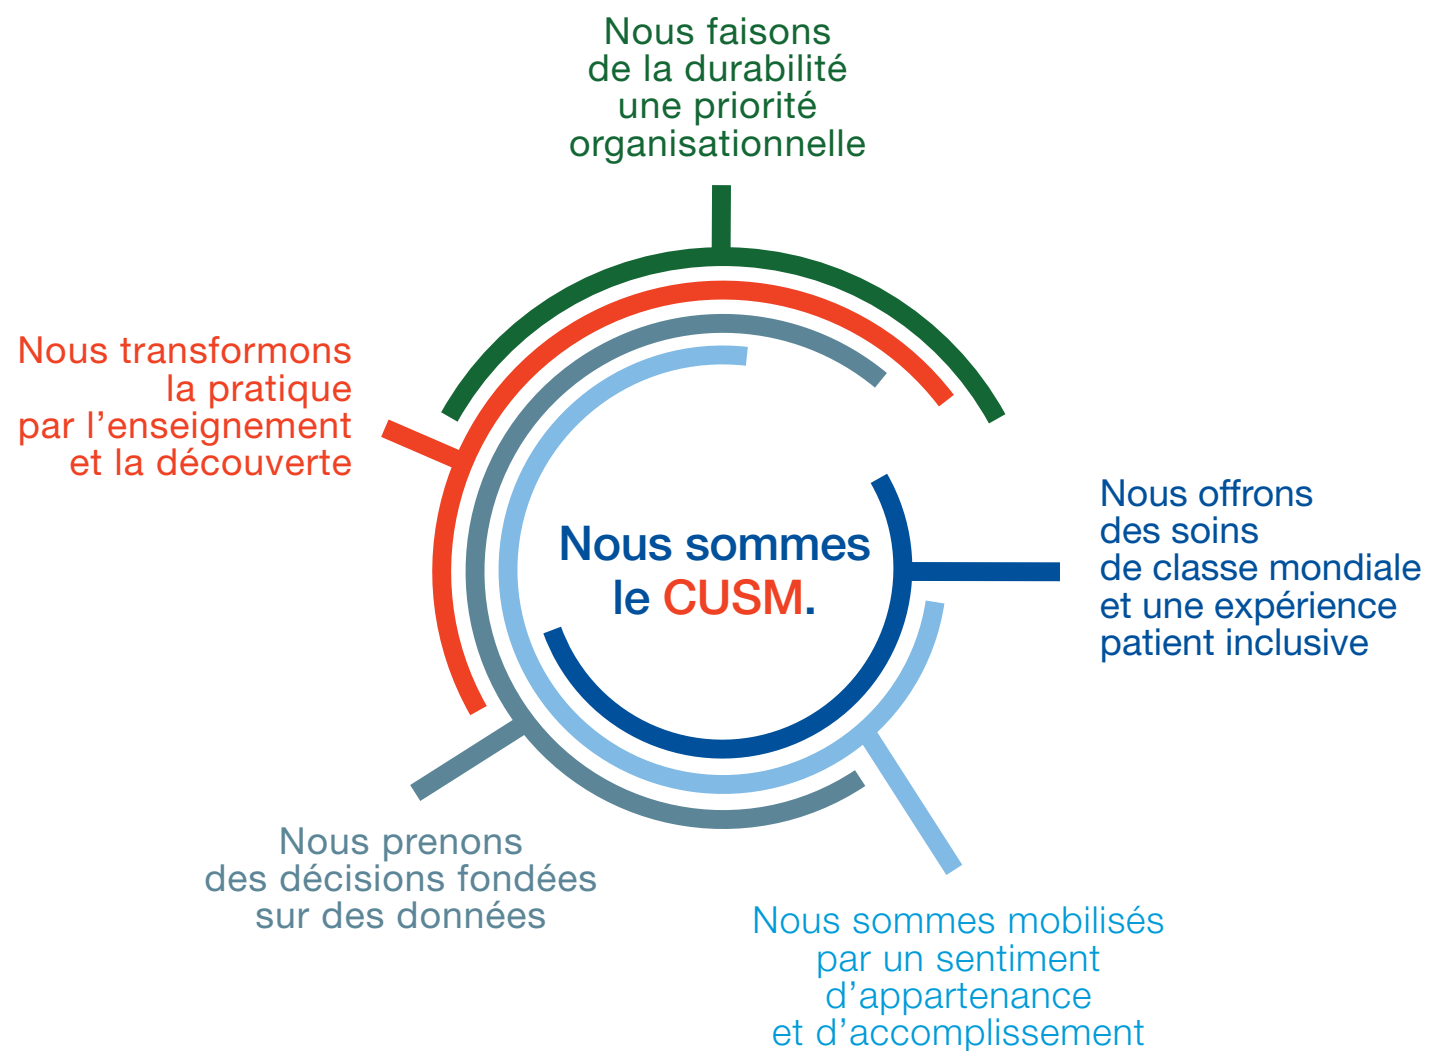 Nous faisons
de la durabilité
une priorité
organisationnelle
Nous transformons
la pratique
par l’enseignement
et la découverte
Nous offrons
des soins
de classe mondiale
et une expérience
patient inclusive
Nous sommes
le CUSM.
Nous prenons
des décisions fondées
sur des données
Nous sommes mobilisés
par un sentiment
d’appartenance
et d’accomplissement